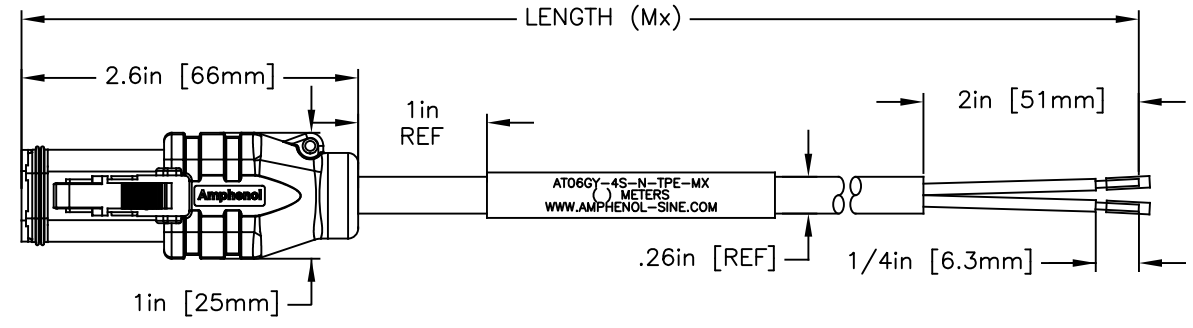 LENGTH (Mx)
2.6in [66mm]
1in
REF
2in [51mm]
Amphenol
AT06GY-4S-N-TPE-MX
( ) METERS
WWW.AMPHENOL-SINE.COM
.26in [REF]
1/4in [6.3mm]
1in [25mm]